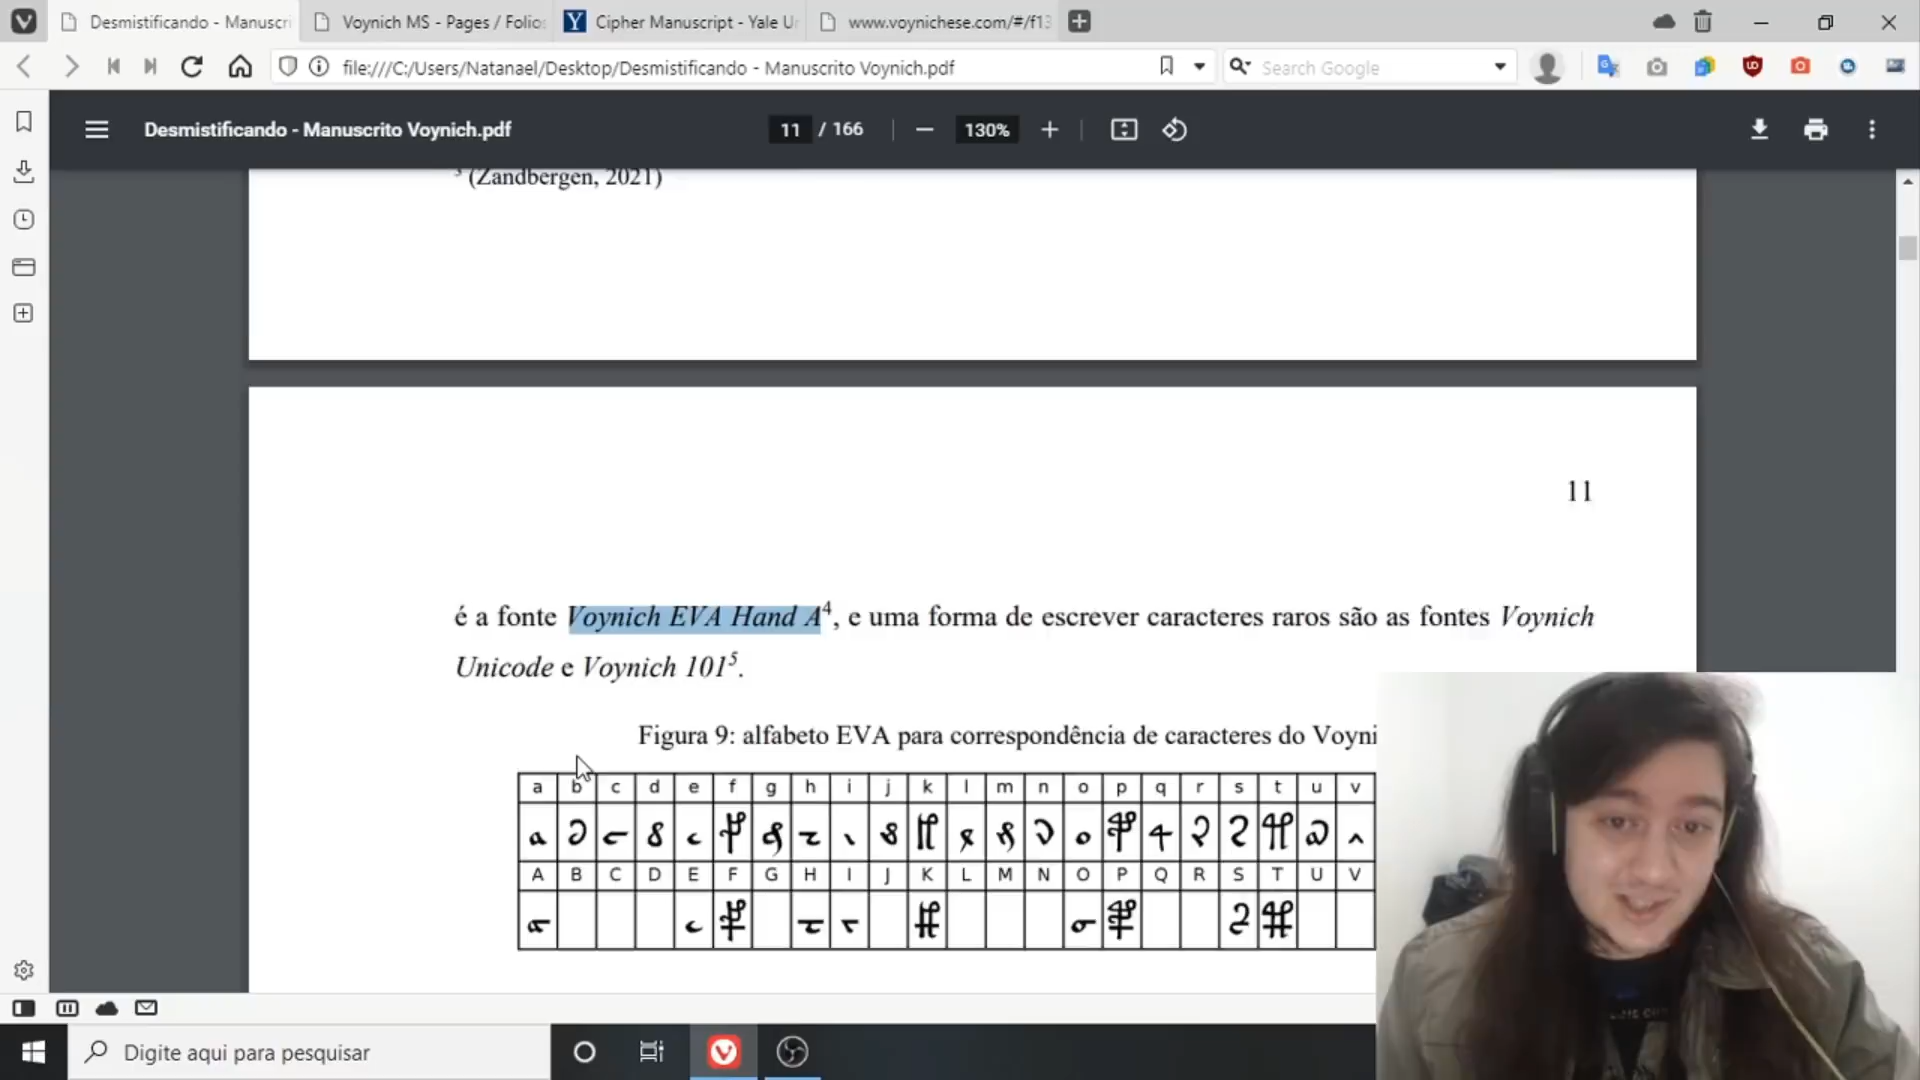 Desmistificando - Manuscri
Voynich MS - Pages / Folio
Cipher Manuscript - Yale Ur
www.voynichese.com/#/f13
file:///C:/Users/Natanael/Desktop/Desmistificando - Manuscrito Voynich.pdf
Search Google
Desmistificando - Manuscrito Voynich.pdf
11 / 166
130%
3 (Zandbergen, 2021)
11
é a fonte Voynich EVA Hand A4, e uma forma de escrever caracteres raros são as fontes Voynich
Unicode e Voynich 1015.
Figura 9: alfabeto EVA para correspondência de caracteres do Voyni
a b c d e f g h i j k l m n o p q r s t u v
A B C D E F G H I J K L M N O P Q R S T U V
Digite aqui para pesquisar